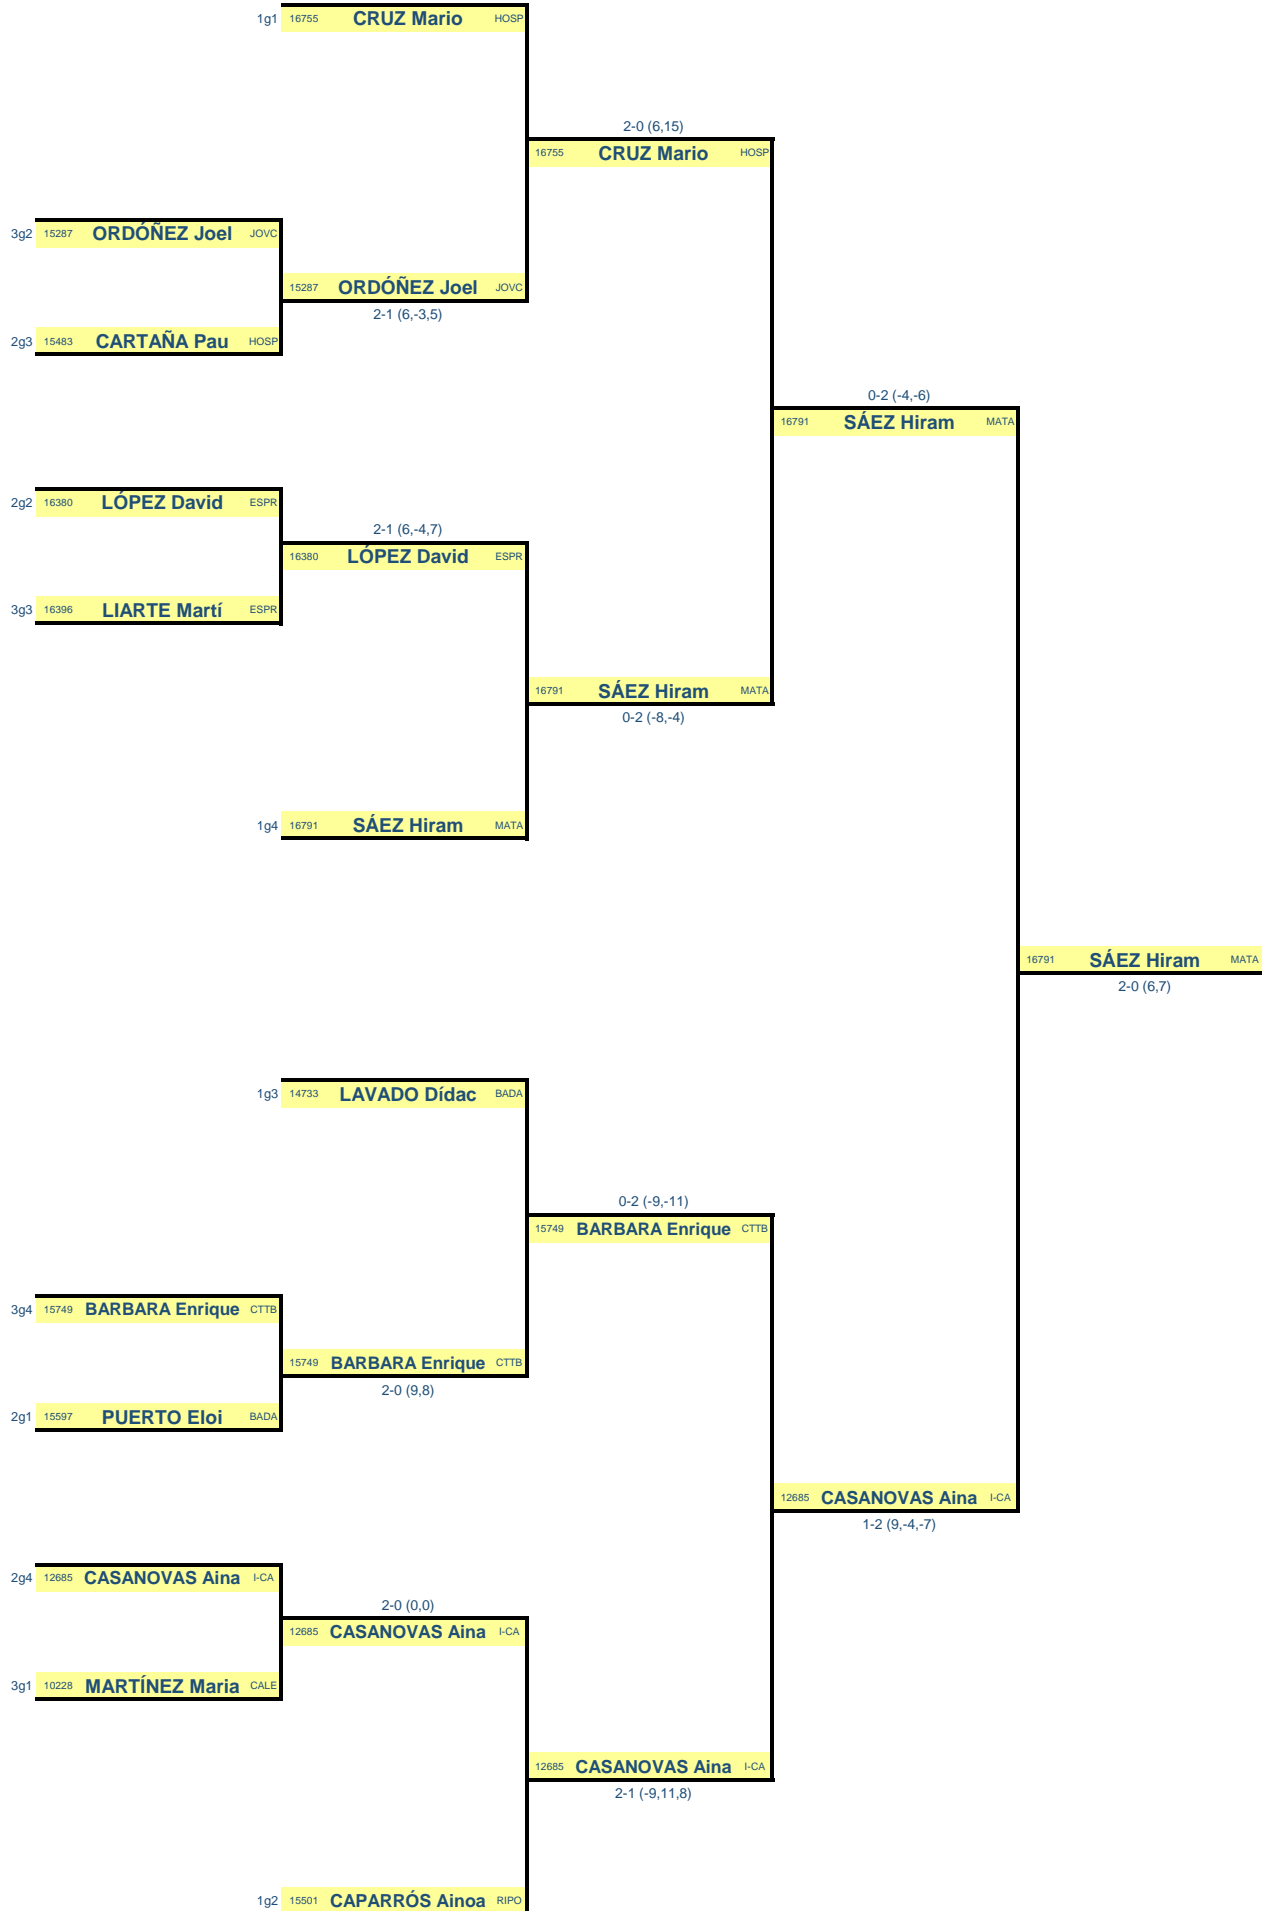 1g1 16755 CRUZ Mario HOSP
2-0 (6,15)
16755 CRUZ Mario HOSP
3g2 15287 ORDÓÑEZ Joel JOVC
15287 ORDÓÑEZ Joel JOVC
2-1 (6,-3,5)
2g3 15483 CARTAÑA Pau HOSP
0-2 (-4,-6)
16791 SÁEZ Hiram MATA
2g2 16380 LÓPEZ David ESPR
2-1 (6,-4,7)
16380 LÓPEZ David ESPR
3g3 16396 LIARTE Martí ESPR
16791 SÁEZ Hiram MATA
0-2 (-8,-4)
1g4 16791 SÁEZ Hiram MATA
16791 SÁEZ Hiram MATA
2-0 (6,7)
1g3 14733 LAVADO Dídac BADA
0-2 (-9,-11)
15749 BARBARA Enrique CTTB
3g4 15749 BARBARA Enrique CTTB
15749 BARBARA Enrique CTTB
2-0 (9,8)
2g1 15597 PUERTO Eloi BADA
12685 CASANOVAS Aina I-CA
1-2 (9,-4,-7)
2g4 12685 CASANOVAS Aina I-CA
2-0 (0,0)
12685 CASANOVAS Aina I-CA
3g1 10228 MARTÍNEZ Maria CALE
12685 CASANOVAS Aina I-CA
2-1 (-9,11,8)
1g2 15501 CAPARRÓS Ainoa RIPO